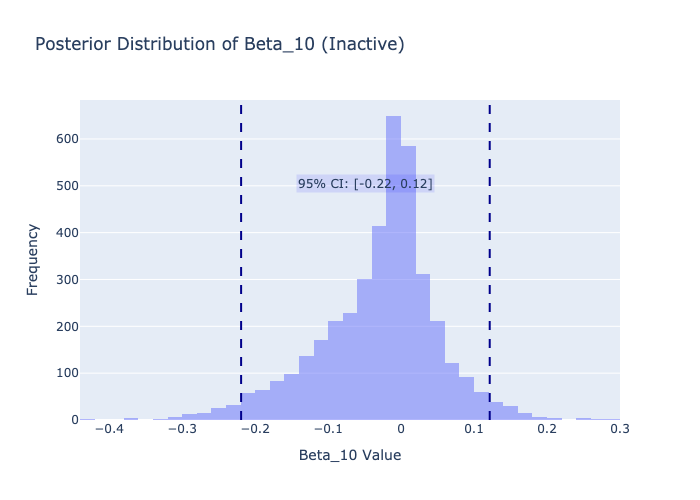 Posterior Distribution of Beta_10 (Inactive)
600
500
400
300
200
100
0
Frequency
95% CI: [-0.22, 0.12]
−0.4 −0.3 −0.2 −0.1 0 0.1 0.2 0.3
Beta_10 Value